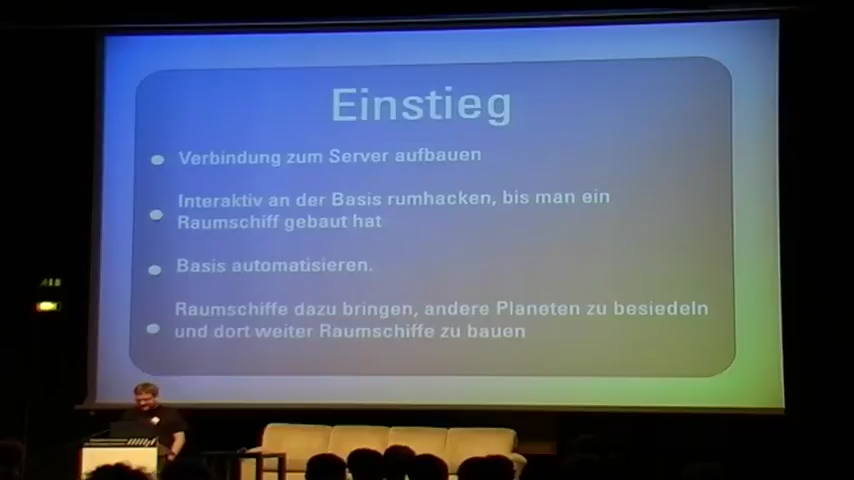 Einstieg
Verbindung zum Server aufbauen
Interaktiv an der Basis rumhacken, bis man ein
Raumschiff gebaut hat
Basis automatisieren.
Raumschiffe dazu bringen, andere Planeten zu besiedeln
und dort weiter Raumschiffe zu bauen